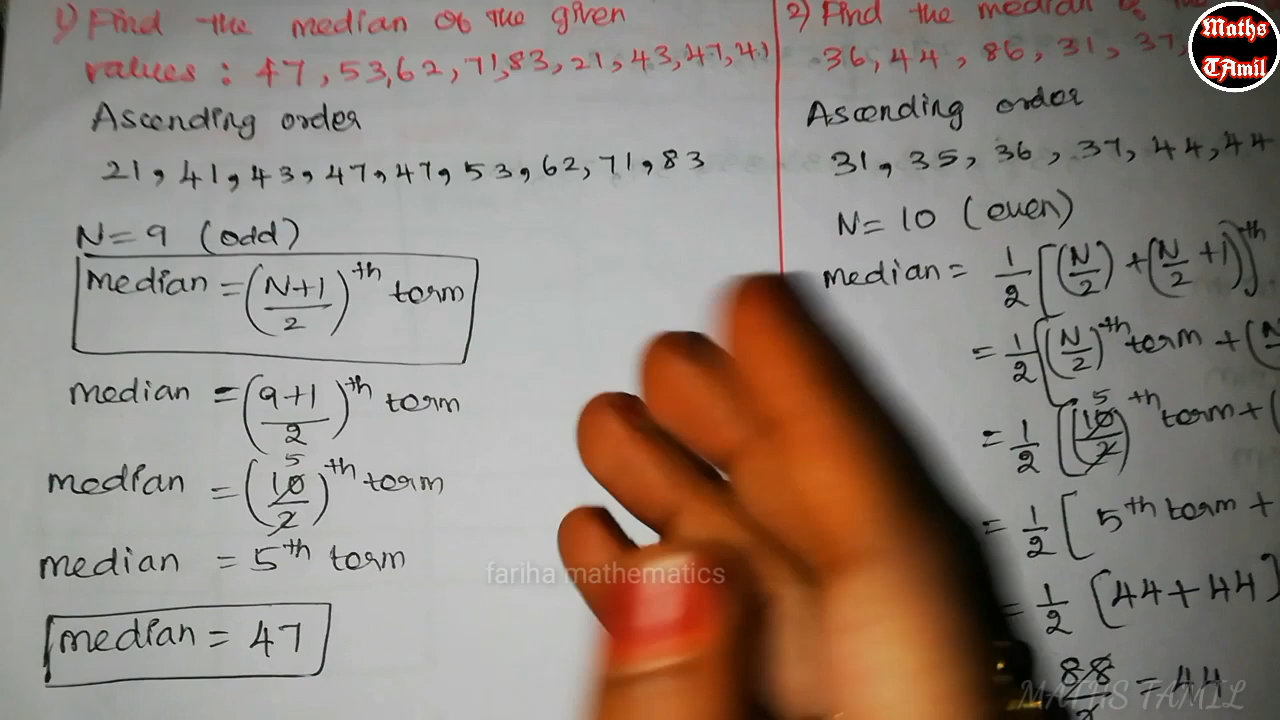 1) Find the median of the given
values : 47, 53, 62, 71, 83, 21, 43, 47, 41
Ascending order
21, 41, 43, 47, 47, 53, 62, 71, 83
N = 9 (odd)
median = (N+1/2)th term
median = (9+1/2)th term
median = (10/2)th term
5
median = 5th term
median = 47
2) Find the median
36, 44, 86, 31, 37,
Ascending order
31, 35, 36, 37, 44, 44
N = 10 (even)
median = 1/2 [(N/2) + (N/2 + 1)]th
= 1/2 [(N/2)th term + (
= 1/2 [(10/2)th term + (
5
= 1/2 [ 5th term +
= 1/2 [44+44]
88/2 = 44
Maths
TAmil
fariha mathematics
MATHS TAMIL